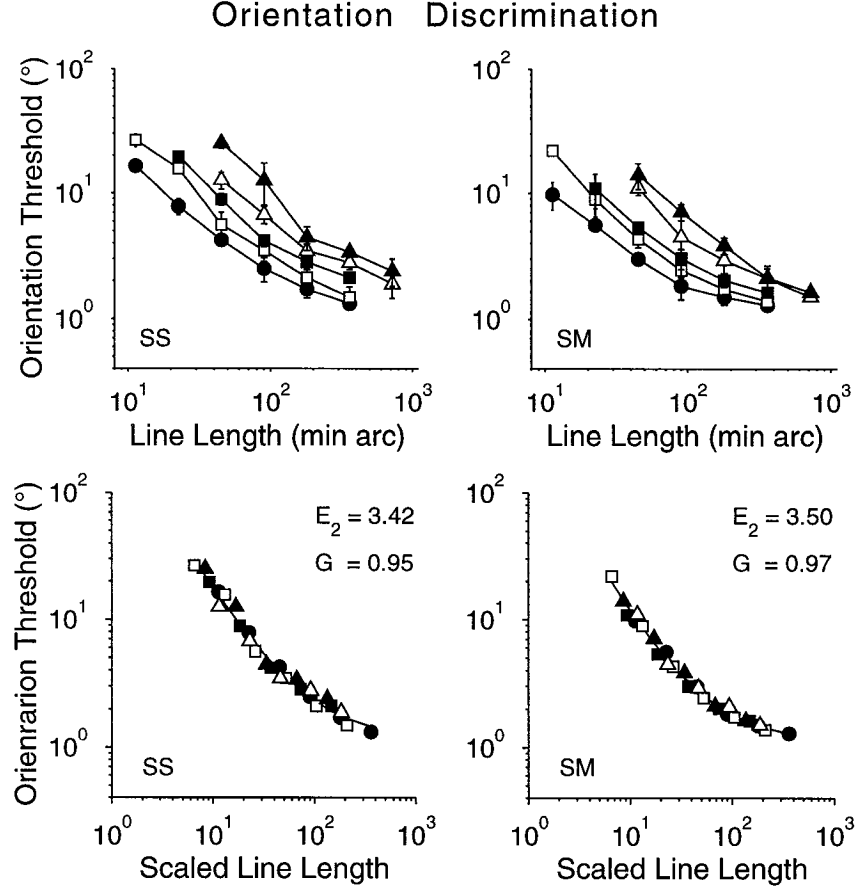 Orientation Discrimination
Orientation Threshold (°)
10²
10¹
10⁰
SS
10¹ 10² 10³
Line Length (min arc)
10²
10¹
10⁰
SM
10¹ 10² 10³
Line Length (min arc)
Orienrarion Threshold (°)
10²
10¹
10⁰
E₂ = 3.42
G = 0.95
SS
10⁰ 10¹ 10² 10³
Scaled Line Length
10²
10¹
10⁰
E₂ = 3.50
G = 0.97
SM
10⁰ 10¹ 10² 10³
Scaled Line Length